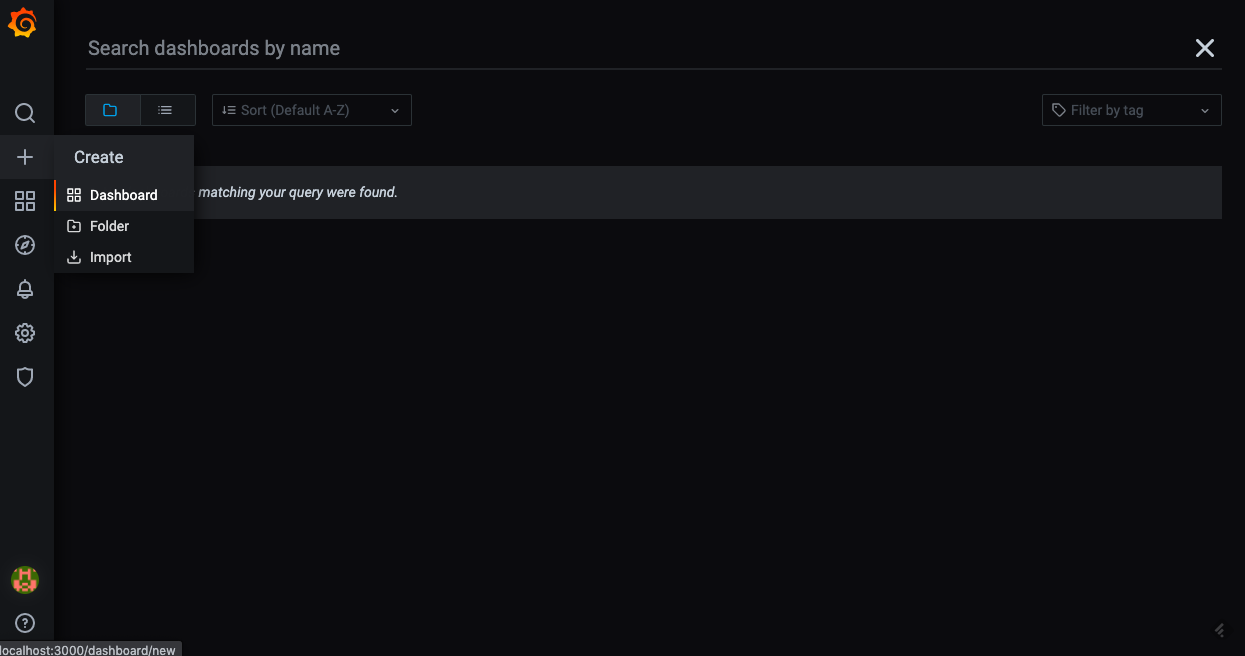 Search dashboards by name
Sort (Default A-Z)
Filter by tag
Create
Dashboard
matching your query were found.
Folder
Import
localhost:3000/dashboard/new